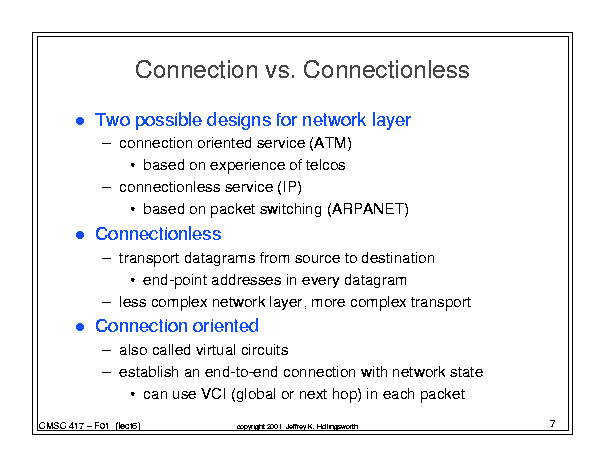 Connection vs. Connectionless
● Two possible designs for network layer
– connection oriented service (ATM)
• based on experience of telcos
– connectionless service (IP)
• based on packet switching (ARPANET)
● Connectionless
– transport datagrams from source to destination
• end-point addresses in every datagram
– less complex network layer, more complex transport
● Connection oriented
– also called virtual circuits
– establish an end-to-end connection with network state
• can use VCI (global or next hop) in each packet
CMSC 417 – F01 (lect6)
copyright 2001 Jeffrey K. Hollingsworth
7